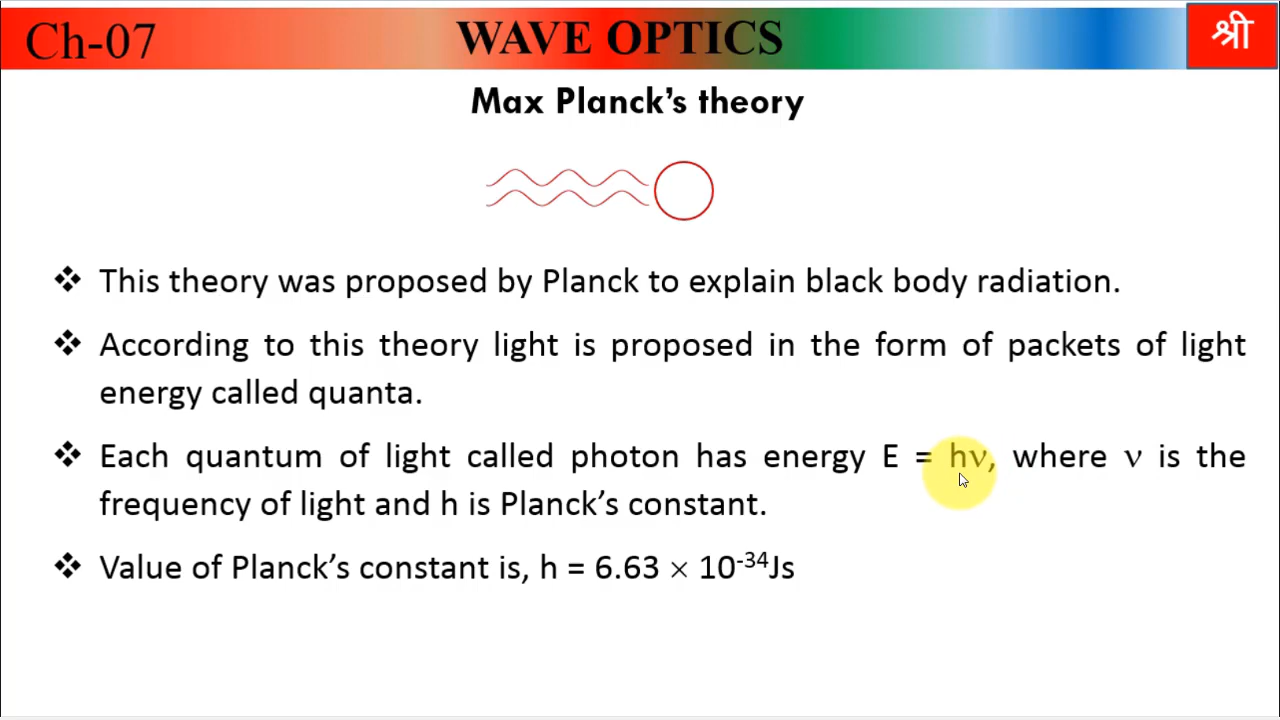 Ch-07
WAVE OPTICS
श्री
Max Planck’s theory
❖ This theory was proposed by Planck to explain black body radiation.
❖ According to this theory light is proposed in the form of packets of light
energy called quanta.
❖ Each quantum of light called photon has energy E = hν, where ν is the
frequency of light and h is Planck’s constant.
❖ Value of Planck’s constant is, h = 6.63 × 10⁻³⁴Js